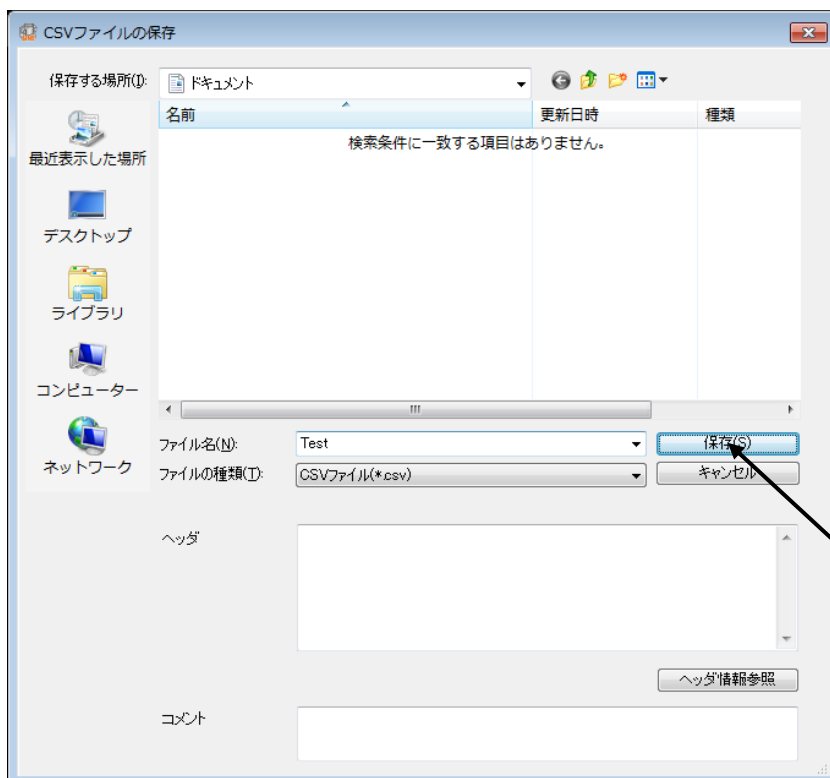 CSVファイルの保存
保存する場所(I):
ドキュメント
名前
更新日時
種類
検索条件に一致する項目はありません。
最近表示した場所
デスクトップ
ライブラリ
コンピューター
ネットワーク
ファイル名(N):
Test
保存(S)
ファイルの種類(T):
CSVファイル(*.csv)
キャンセル
ヘッダ
ヘッダ情報参照
コメント